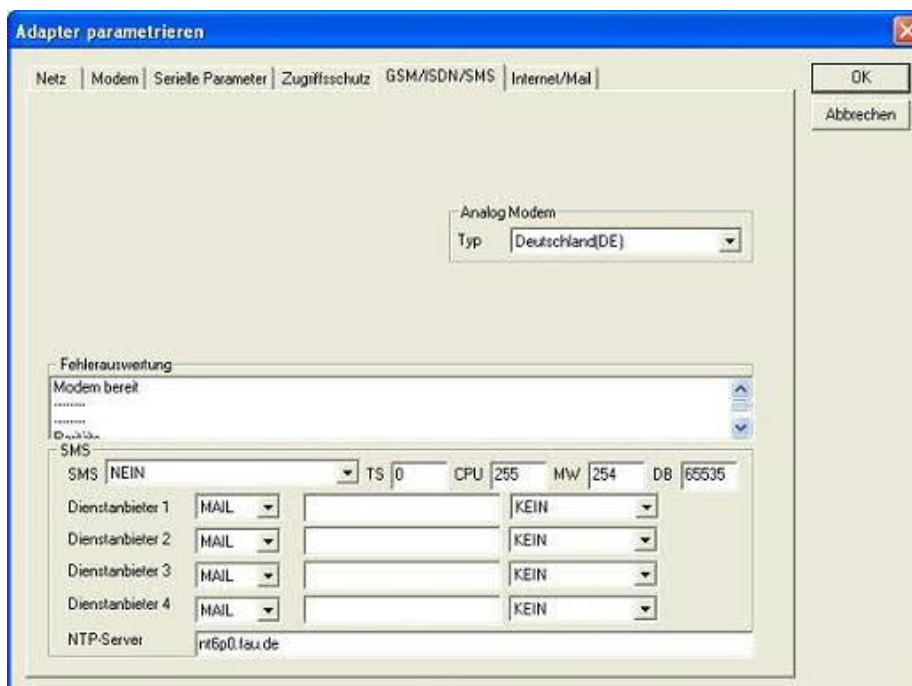 Adapter parametrieren
Netz Modem Serielle Parameter Zugriffsschutz GSM/ISDN/SMS Internet/Mail
OK
Abbrechen
Analog Modem
Typ Deutschland(DE)
Fehlerauswertung
Modem bereit
--------
--------
SMS
SMS NEIN TS 0 CPU 255 MW 254 DB 65535
Dienstanbieter 1 MAIL KEIN
Dienstanbieter 2 MAIL KEIN
Dienstanbieter 3 MAIL KEIN
Dienstanbieter 4 MAIL KEIN
NTP-Server nt6p0.fau.de